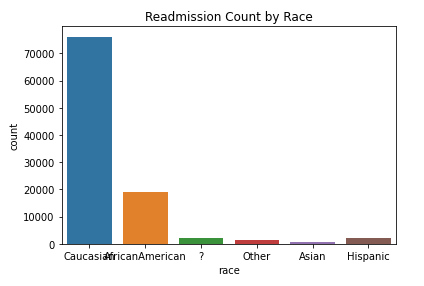 Readmission Count by Race
70000
60000
50000
40000
30000
20000
10000
0
count
Caucasian AfricanAmerican ? Other Asian Hispanic
race